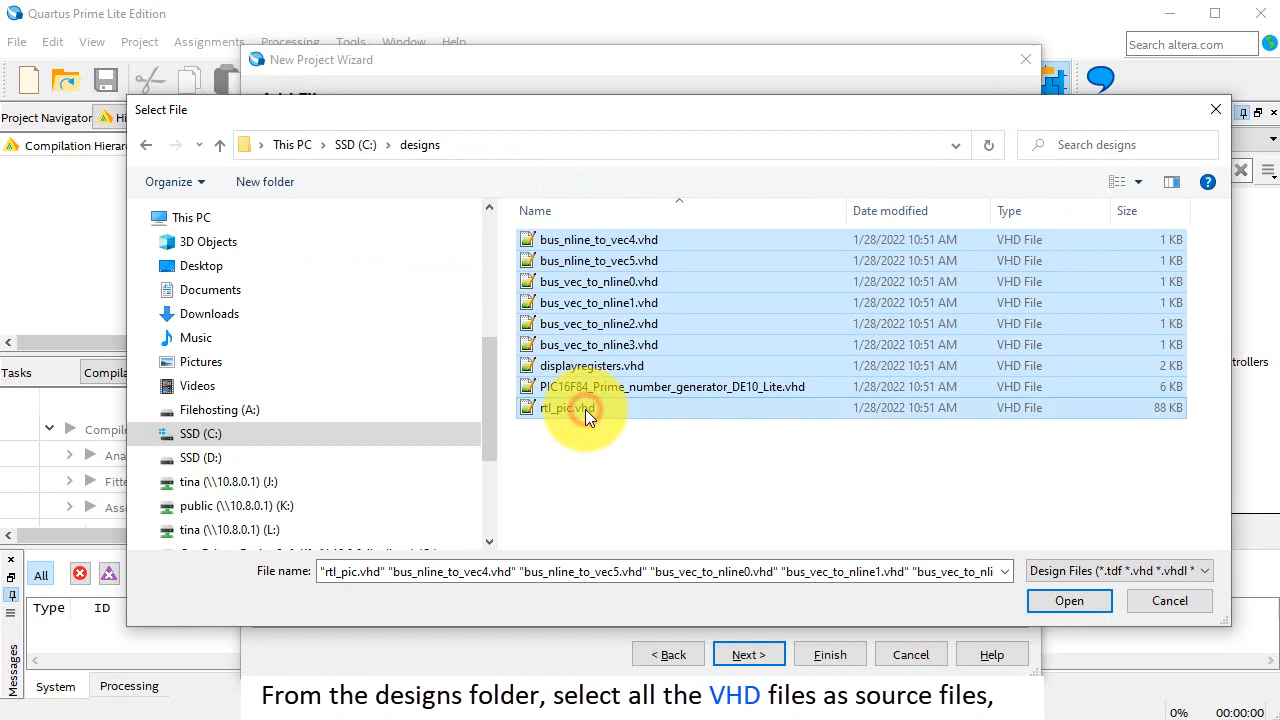 Quartus Prime Lite Edition
File Edit View Project Assignments Processing Tools Window Help
Search altera.com
New Project Wizard
Project Navigator
Select File
This PC > SSD (C:) > designs
Search designs
Compilation Hierar
Organize New folder
Name Date modified Type Size
This PC
3D Objects
Desktop
Documents
Downloads
Music
Pictures
Videos
Filehosting (A:)
SSD (C:)
SSD (D:)
tina (\\10.8.0.1) (J:)
public (\\10.8.0.1) (K:)
tina (\\10.8.0.1) (L:)
bus_nline_to_vec4.vhd 1/28/2022 10:51 AM VHD File 1 KB
bus_nline_to_vec5.vhd 1/28/2022 10:51 AM VHD File 1 KB
bus_vec_to_nline0.vhd 1/28/2022 10:51 AM VHD File 1 KB
bus_vec_to_nline1.vhd 1/28/2022 10:51 AM VHD File 1 KB
bus_vec_to_nline2.vhd 1/28/2022 10:51 AM VHD File 1 KB
bus_vec_to_nline3.vhd 1/28/2022 10:51 AM VHD File 1 KB
displayregisters.vhd 1/28/2022 10:51 AM VHD File 2 KB
PIC16F84_Prime_number_generator_DE10_Lite.vhd 1/28/2022 10:51 AM VHD File 6 KB
rtl_pic.vhd 1/28/2022 10:51 AM VHD File 88 KB
Tasks Compila
ntrollers
Compile
Ana
Fitte
Asse
File name: "rtl_pic.vhd" "bus_nline_to_vec4.vhd" "bus_nline_to_vec5.vhd" "bus_vec_to_nline0.vhd" "bus_vec_to_nline1.vhd" "bus_vec_to_nli
Design Files (*.tdf *.vhd *.vhdl *
Open Cancel
All
Type ID
< Back Next > Finish Cancel Help
Messages
System Processing
From the designs folder, select all the VHD files as source files,
0% 00:00:00